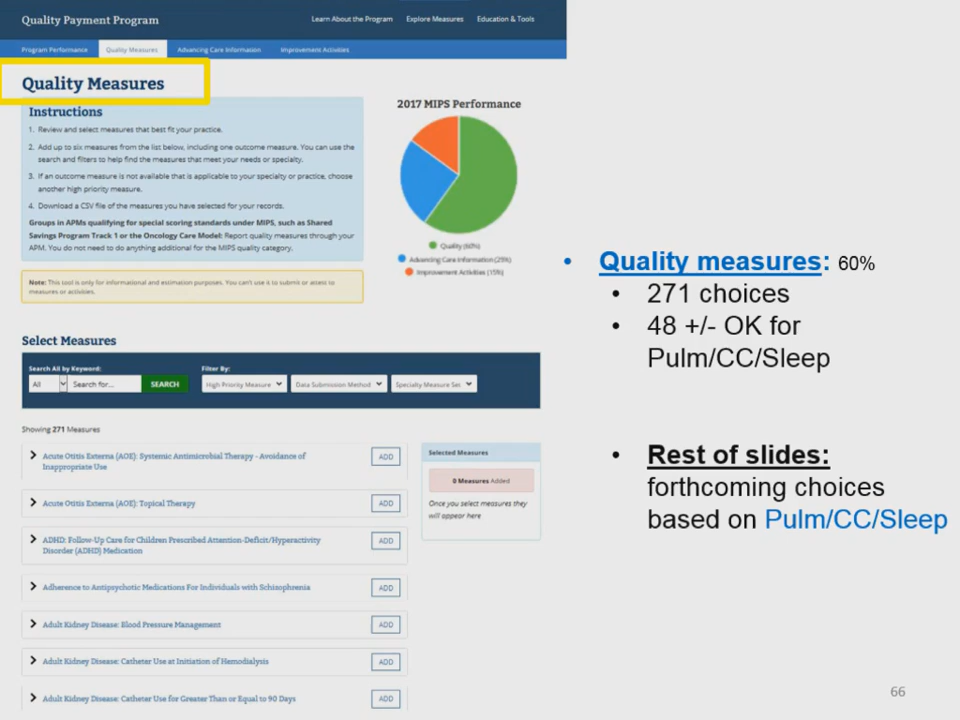 Quality Payment Program
Learn About the Program Explore Measures Education & Tools
Program Performance Quality Measures Advancing Care Information Improvement Activities
Quality Measures
Instructions
1. Review and select measures that best fit your practice.
2. Add up to six measures from the list below, including one outcome measure. You can use the
search and filters to help find the measures that meet your needs or specialty.
3. If an outcome measure is not available that is applicable to your specialty or practice, choose
another high priority measure.
4. Download a CSV file of the measures you have selected for your records.
Groups in APMs qualifying for special scoring standards under MIPS, such as Shared
Savings Program Track 1 or the Oncology Care Model: Report quality measures through your
APM. You do not need to do anything additional for the MIPS quality category.
Note: This tool is only for informational and estimation purposes. You can't use it to submit or attest to
measures or activities.
2017 MIPS Performance
Quality (60%)
Advancing Care Information (25%)
Improvement Activities (15%)
Select Measures
Search All by Keyword:
All Search for... SEARCH
Filter By:
High Priority Measure Data Submission Method Specialty Measure Set
Showing 271 Measures
Acute Otitis Externa (AOE): Systemic Antimicrobial Therapy - Avoidance of
Inappropriate Use
ADD
Acute Otitis Externa (AOE): Topical Therapy
ADD
ADHD: Follow-Up Care for Children Prescribed Attention-Deficit/Hyperactivity
Disorder (ADHD) Medication
ADD
Adherence to Antipsychotic Medications For Individuals with Schizophrenia
ADD
Adult Kidney Disease: Blood Pressure Management
ADD
Adult Kidney Disease: Catheter Use at Initiation of Hemodialysis
ADD
Adult Kidney Disease: Catheter Use for Greater Than or Equal to 90 Days
ADD
Selected Measures
0 Measures Added
Once you select measures they
will appear here
• Quality measures: 60%
• 271 choices
• 48 +/- OK for
Pulm/CC/Sleep
• Rest of slides:
forthcoming choices
based on Pulm/CC/Sleep
66